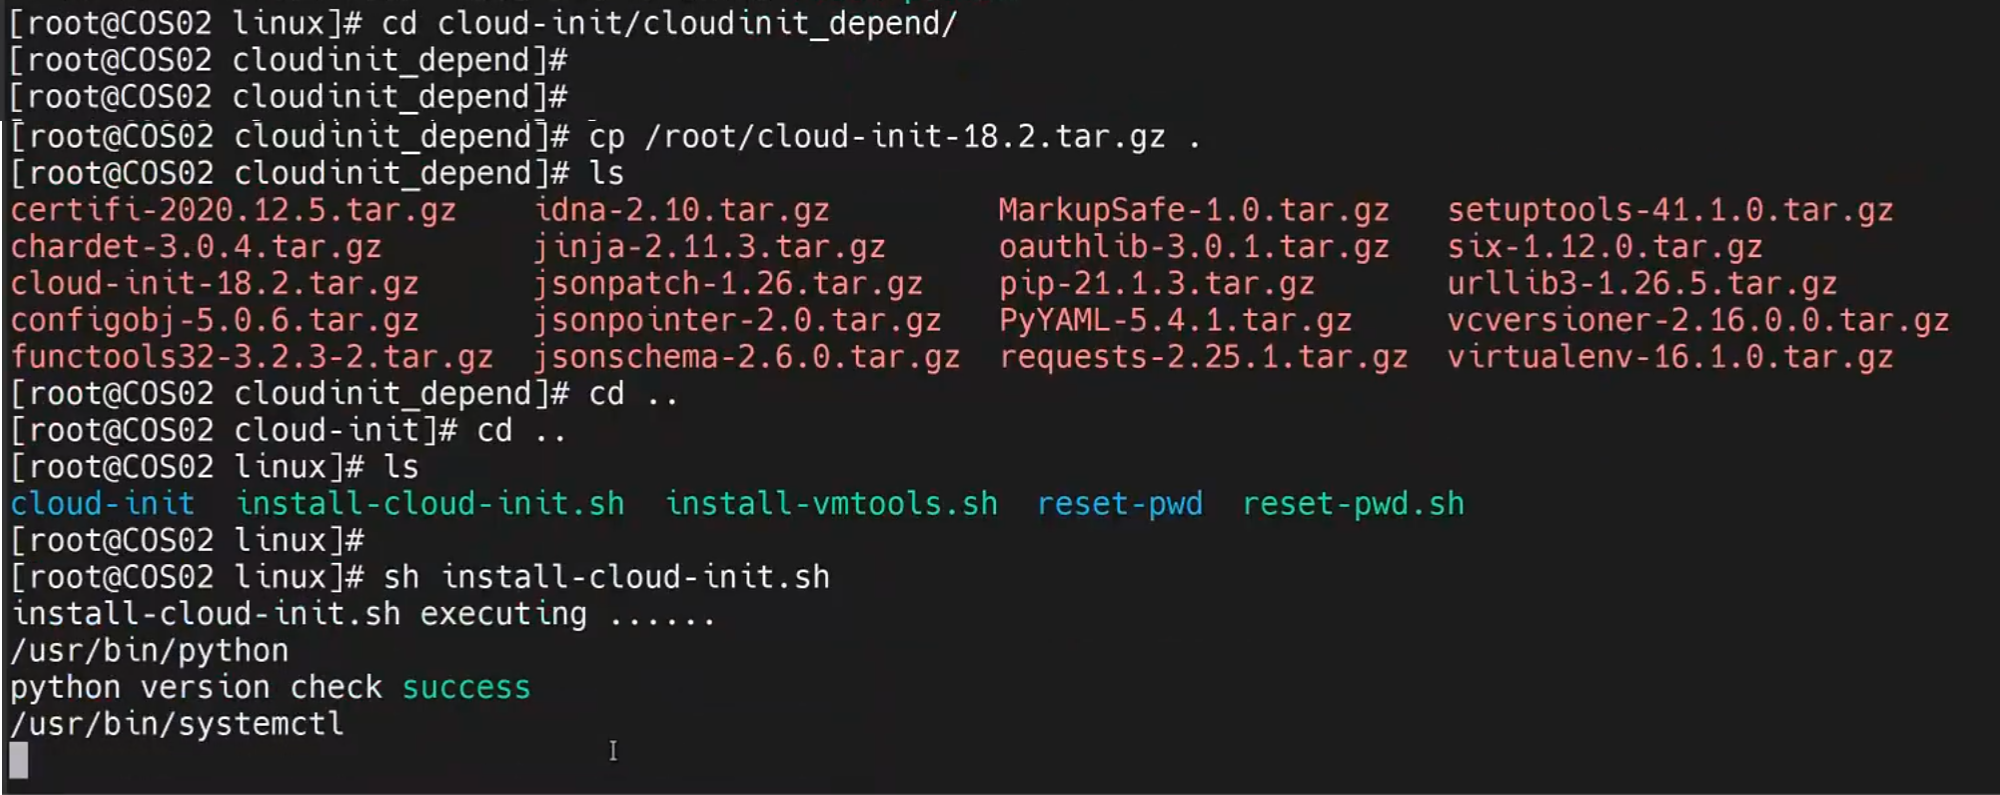 [root@COS02 linux]# cd cloud-init/cloudinit_depend/
[root@COS02 cloudinit_depend]#
[root@COS02 cloudinit_depend]#
[root@COS02 cloudinit_depend]# cp /root/cloud-init-18.2.tar.gz .
[root@COS02 cloudinit_depend]# ls
certifi-2020.12.5.tar.gz idna-2.10.tar.gz MarkupSafe-1.0.tar.gz setuptools-41.1.0.tar.gz
chardet-3.0.4.tar.gz jinja-2.11.3.tar.gz oauthlib-3.0.1.tar.gz six-1.12.0.tar.gz
cloud-init-18.2.tar.gz jsonpatch-1.26.tar.gz pip-21.1.3.tar.gz urllib3-1.26.5.tar.gz
configobj-5.0.6.tar.gz jsonpointer-2.0.tar.gz PyYAML-5.4.1.tar.gz vcversioner-2.16.0.0.tar.gz
functools32-3.2.3-2.tar.gz jsonschema-2.6.0.tar.gz requests-2.25.1.tar.gz virtualenv-16.1.0.tar.gz
[root@COS02 cloudinit_depend]# cd ..
[root@COS02 cloud-init]# cd ..
[root@COS02 linux]# ls
cloud-init install-cloud-init.sh install-vmtools.sh reset-pwd reset-pwd.sh
[root@COS02 linux]#
[root@COS02 linux]# sh install-cloud-init.sh
install-cloud-init.sh executing ......
/usr/bin/python
python version check success
/usr/bin/systemctl